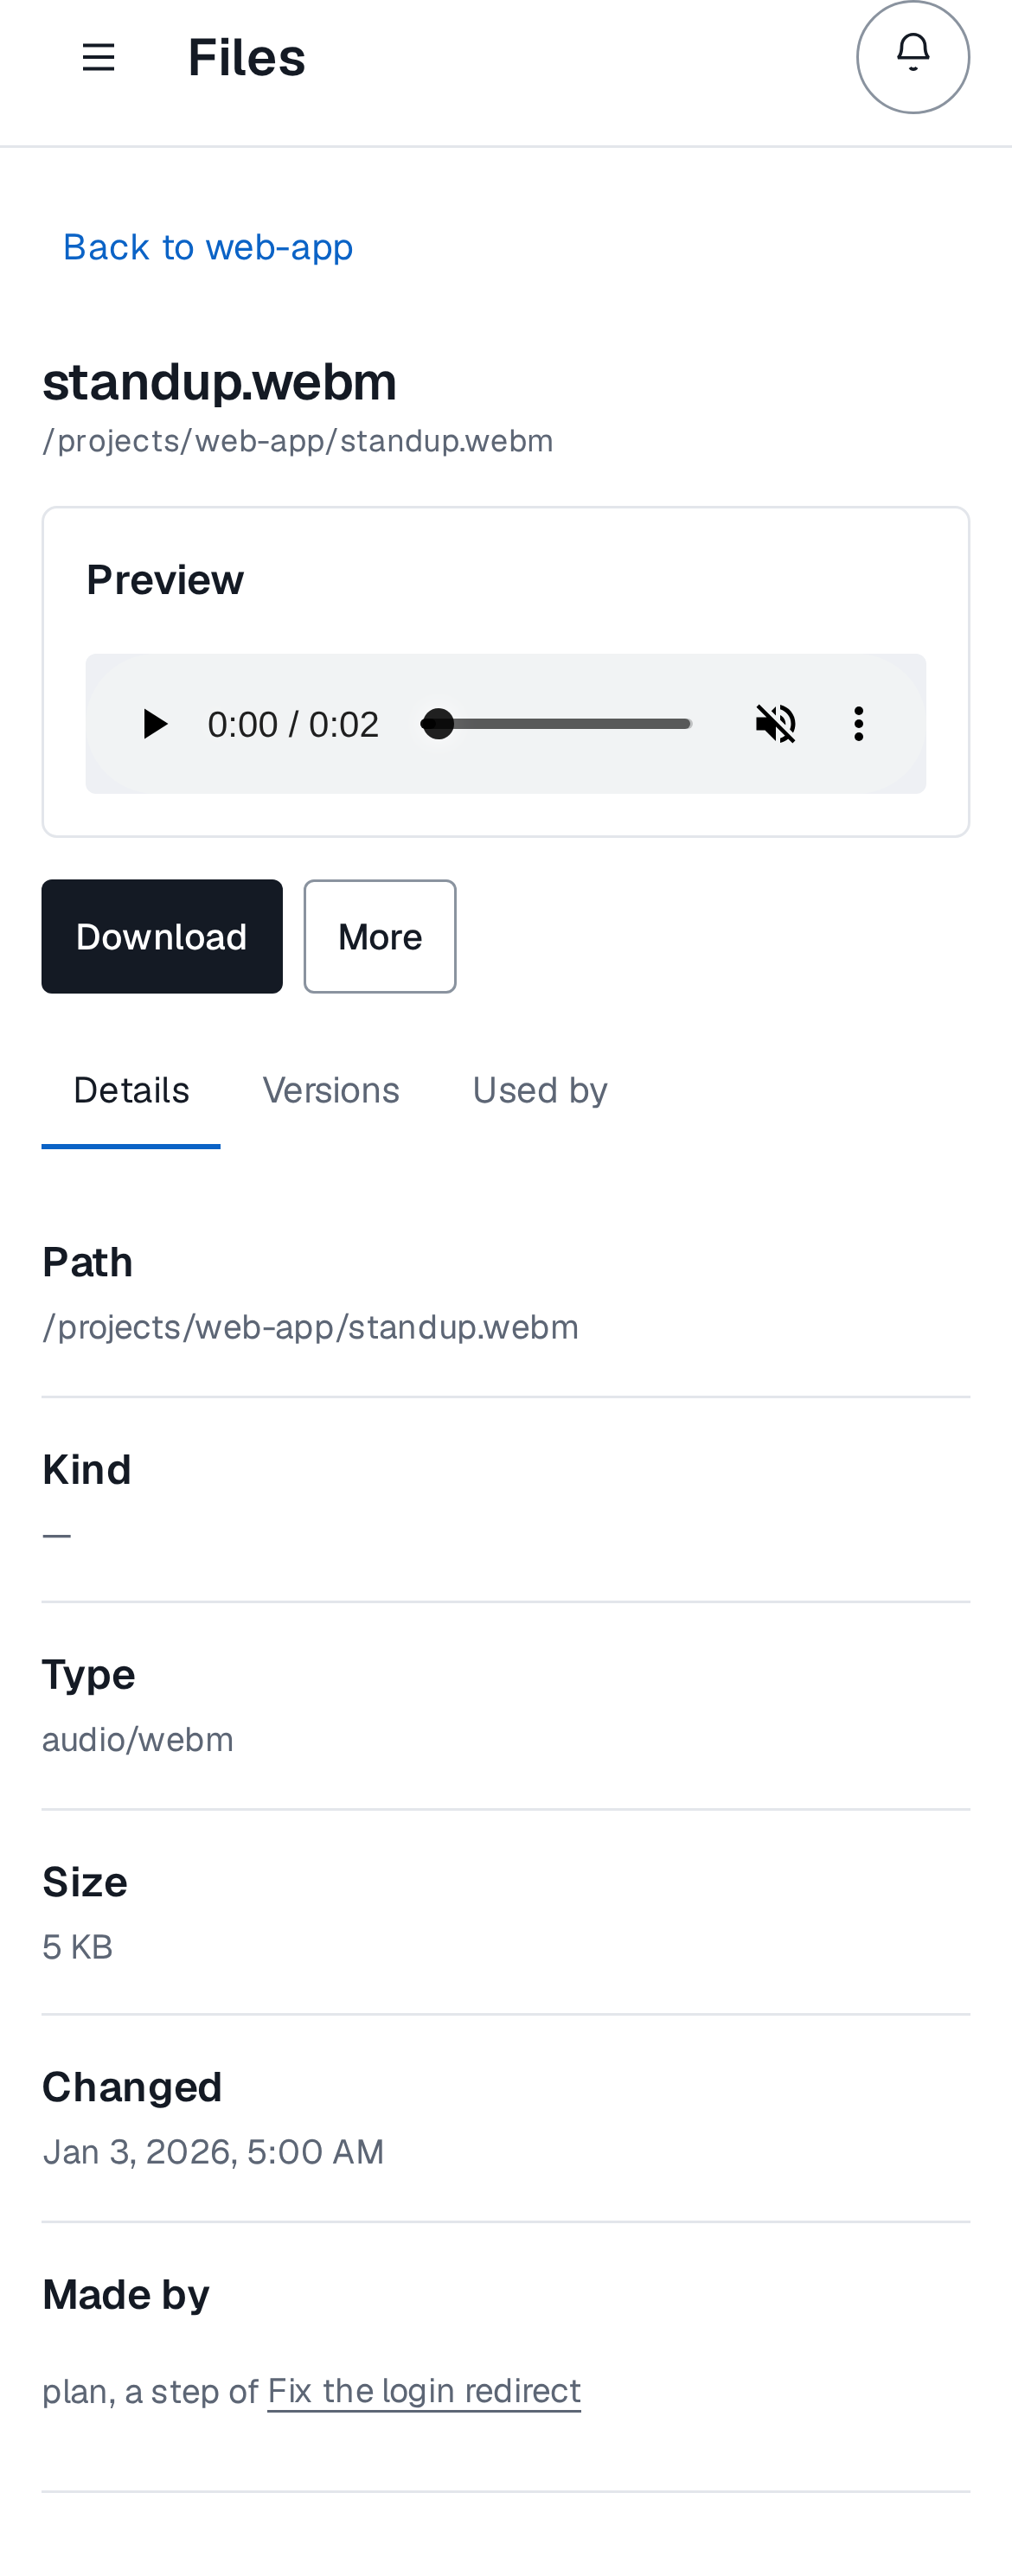 Files
Back to web-app
standup.webm
/projects/web-app/standup.webm
Preview
0:00 / 0:02
Download
More
Details
Versions
Used by
Path
/projects/web-app/standup.webm
Kind
—
Type
audio/webm
Size
5 KB
Changed
Jan 3, 2026, 5:00 AM
Made by
plan, a step of Fix the login redirect